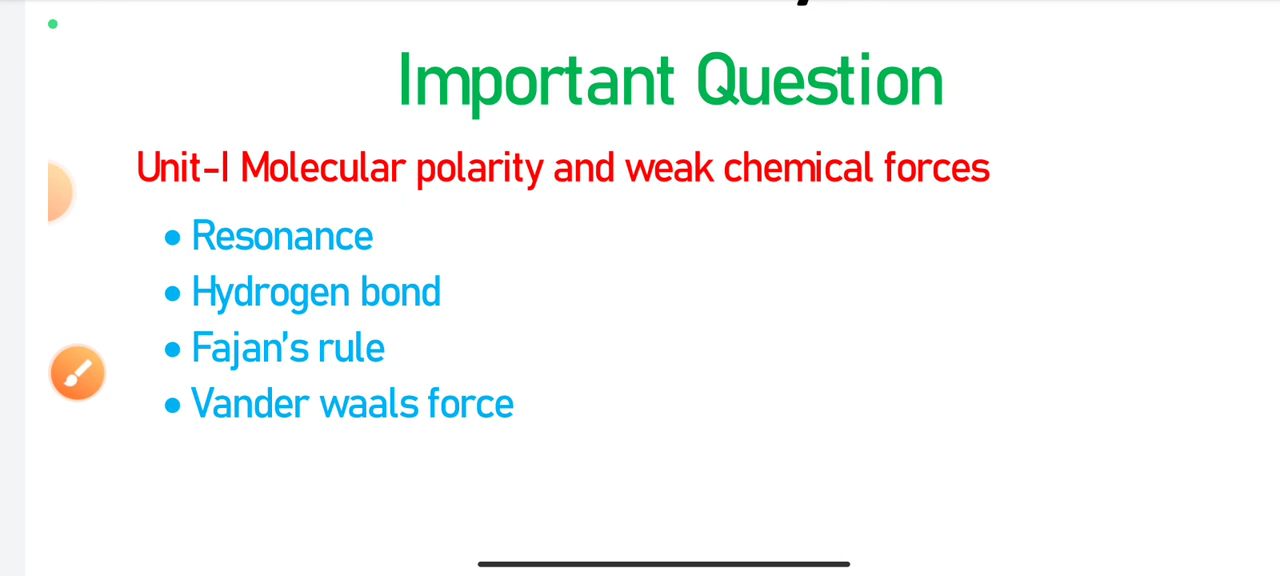 Important Question
Unit-I Molecular polarity and weak chemical forces
• Resonance
• Hydrogen bond
• Fajan's rule
• Vander waals force